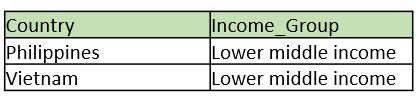 Country Income_Group
Philippines Lower middle income
Vietnam Lower middle income